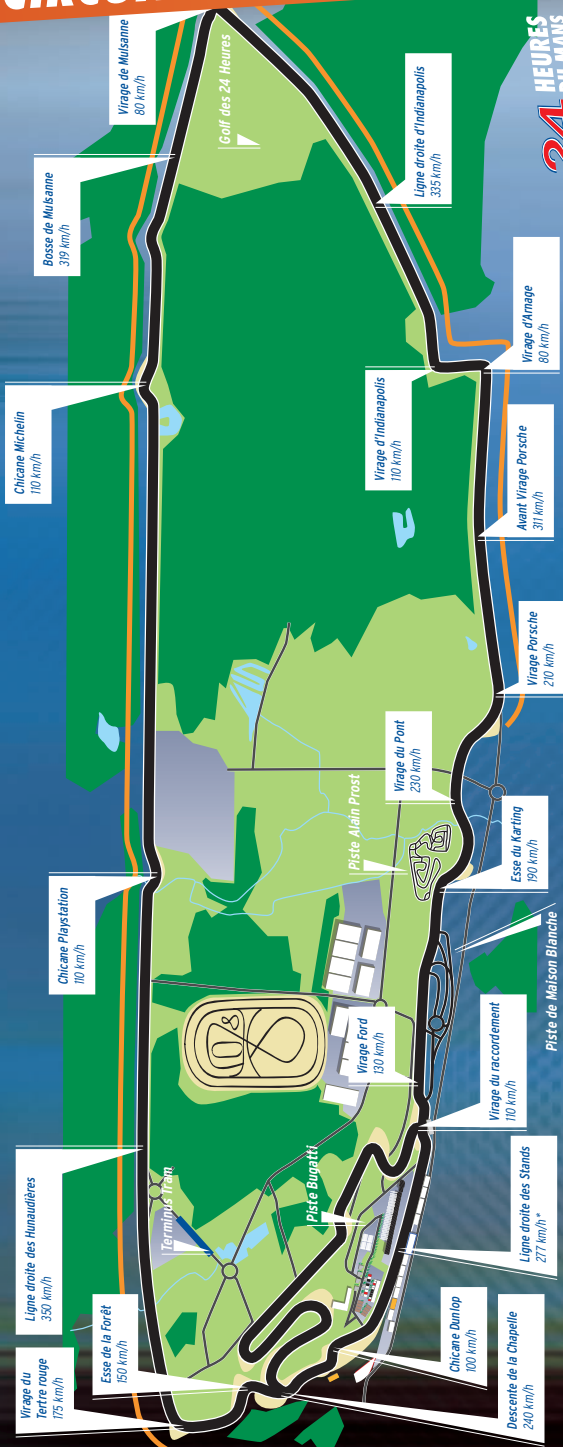 CIRCUI
24
HEURES
DU MANS
Virage du
Tertre rouge
175 km/h
Ligne droite des Hunaudières
350 km/h
Chicane Playstation
110 km/h
Chicane Michelin
110 km/h
Bosse de Mulsanne
319 km/h
Virage de Mulsanne
80 km/h
Esse de la Forêt
150 km/h
Terminus Tram
Golf des 24 Heures
Piste Bugatti
Virage Ford
130 km/h
Piste Alain Prost
Virage du Pont
230 km/h
Virage d'Indianapolis
110 km/h
Ligne droite d'Indianapolis
335 km/h
Descente de la Chapelle
240 km/h
Chicane Dunlop
100 km/h
Ligne droite des Stands
277 km/h*
Virage du raccordement
110 km/h
Piste de Maison Blanche
Esse du Karting
190 km/h
Virage Porsche
210 km/h
Avant Virage Porsche
311 km/h
Virage d'Arnage
80 km/h